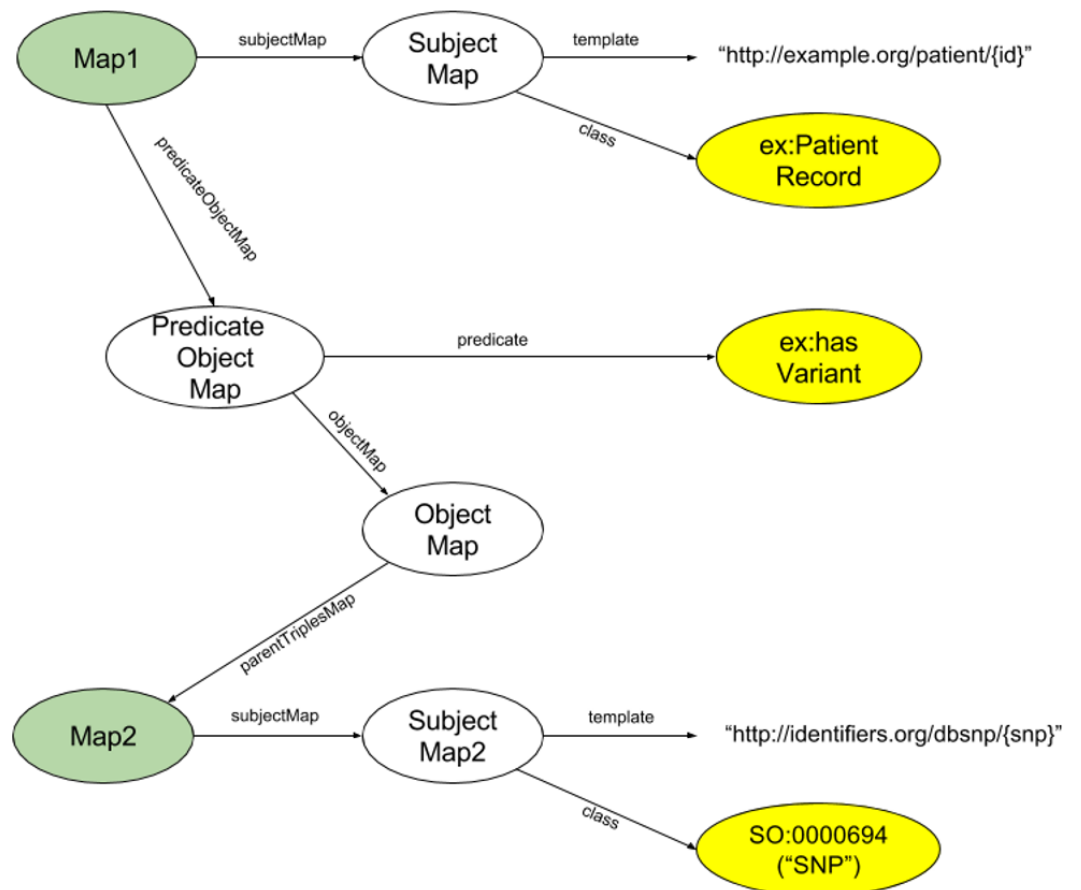 Map1
subjectMap
Subject
Map
template
“http://example.org/patient/{id}”
class
ex:Patient
Record
predicateObjectMap
Predicate
Object
Map
predicate
ex:has
Variant
objectMap
Object
Map
parentTriplesMap
Map2
subjectMap
Subject
Map2
template
“http://identifiers.org/dbsnp/{snp}”
class
SO:0000694
(“SNP”)